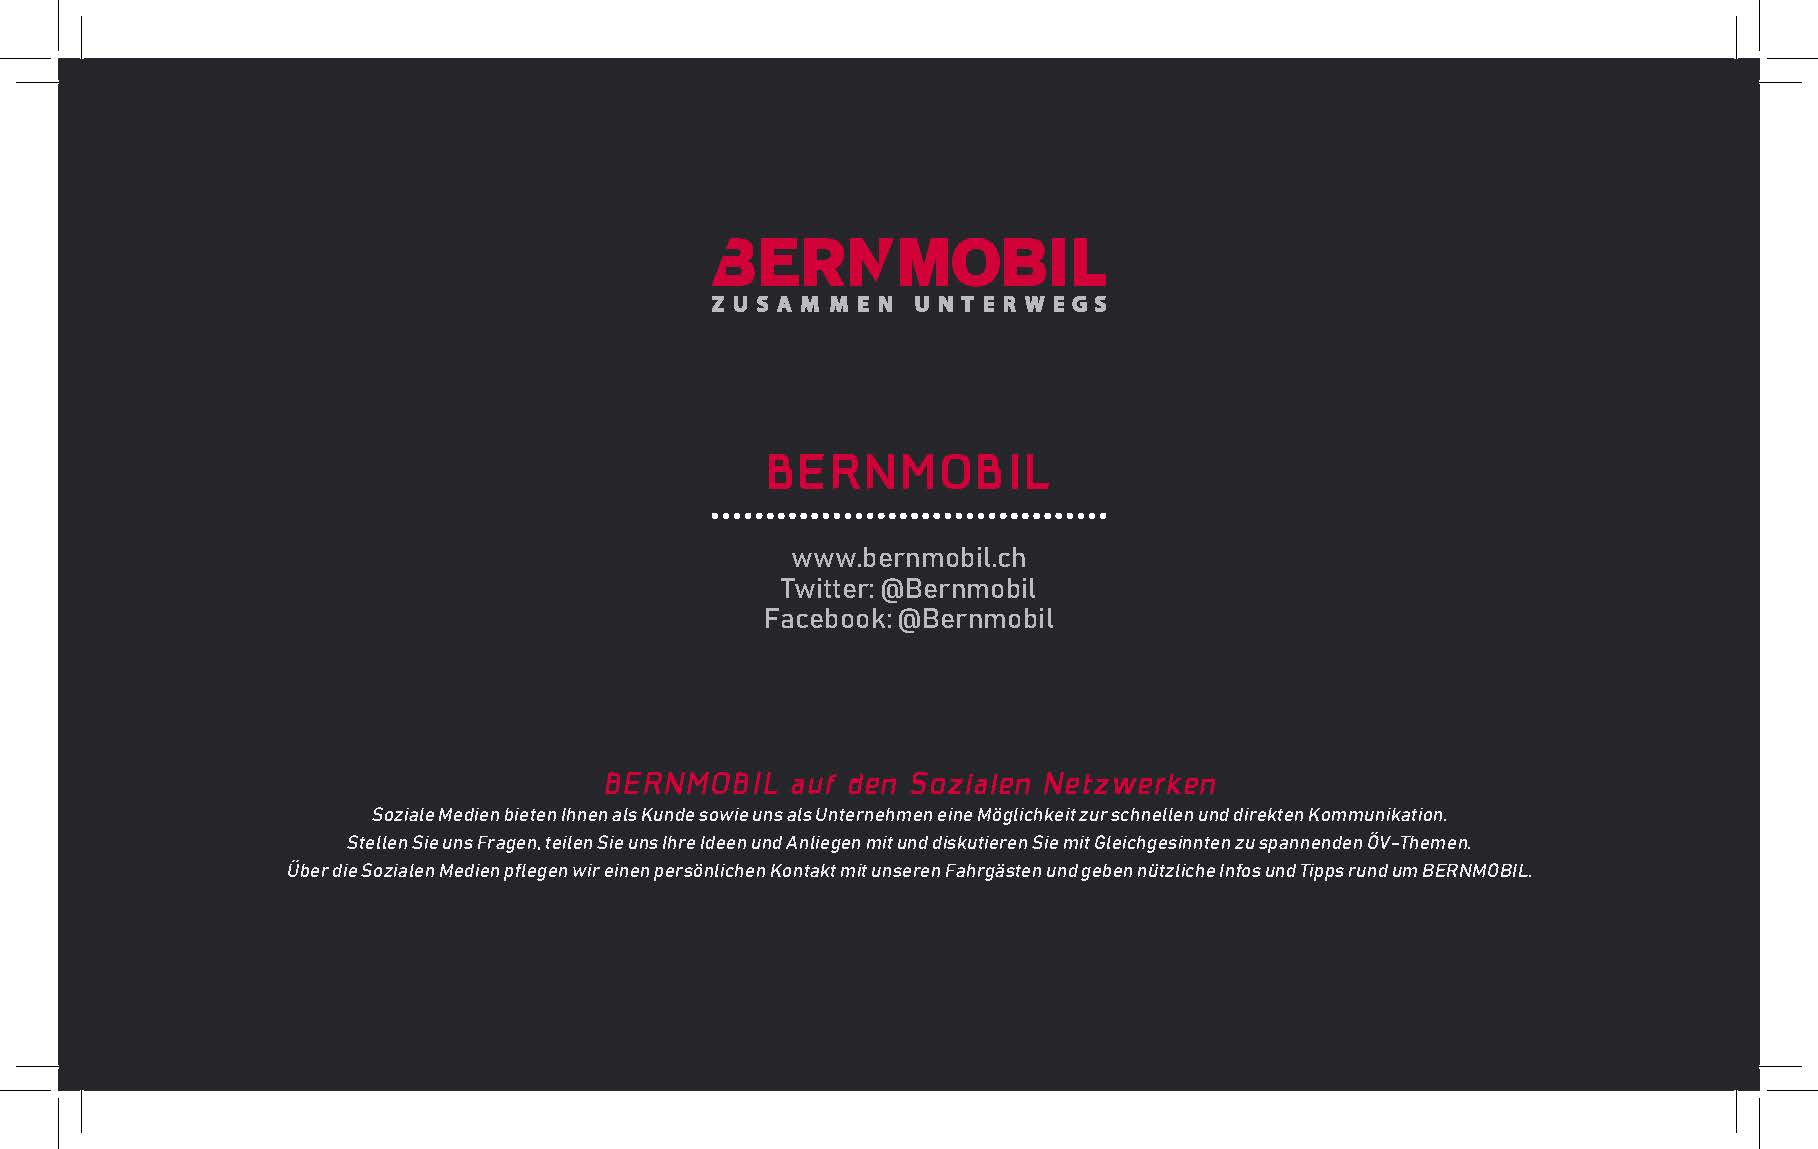 BERNMOBIL
ZUSAMMEN UNTERWEGS
BERNMOBIL
www.bernmobil.ch
Twitter: @Bernmobil
Facebook: @Bernmobil
BERNMOBIL auf den Sozialen Netzwerken
Soziale Medien bieten Ihnen als Kunde sowie uns als Unternehmen eine Möglichkeit zur schnellen und direkten Kommunikation.
Stellen Sie uns Fragen, teilen Sie uns Ihre Ideen und Anliegen mit und diskutieren Sie mit Gleichgesinnten zu spannenden ÖV-Themen.
Über die Sozialen Medien pflegen wir einen persönlichen Kontakt mit unseren Fahrgästen und geben nützliche Infos und Tipps rund um BERNMOBIL.